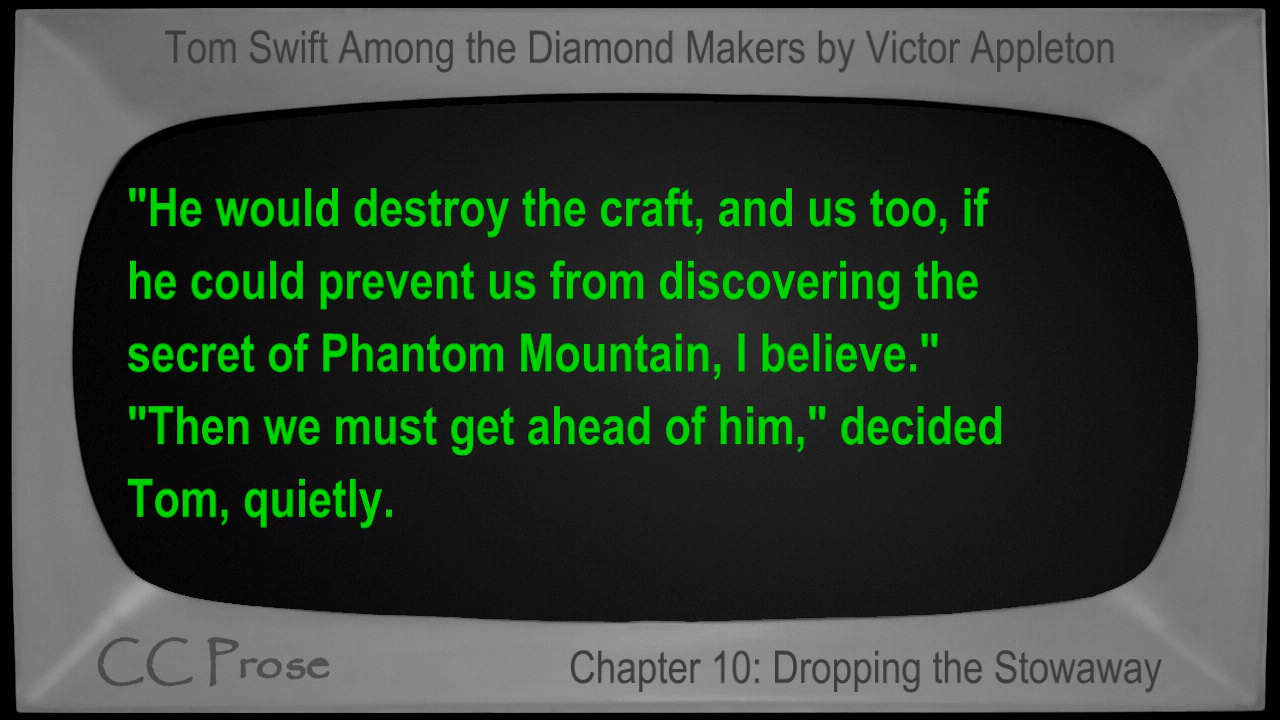 Tom Swift Among the Diamond Makers by Victor Appleton
"He would destroy the craft, and us too, if
he could prevent us from discovering the
secret of Phantom Mountain, I believe."
"Then we must get ahead of him," decided
Tom, quietly.
CC Prose
Chapter 10: Dropping the Stowaway